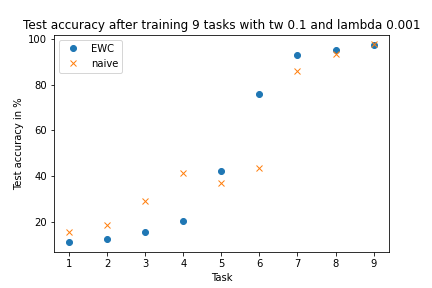 Test accuracy after training 9 tasks with tw 0.1 and lambda 0.001
EWC
naive
100
80
60
40
20
Test accuracy in %
1 2 3 4 5 6 7 8 9
Task